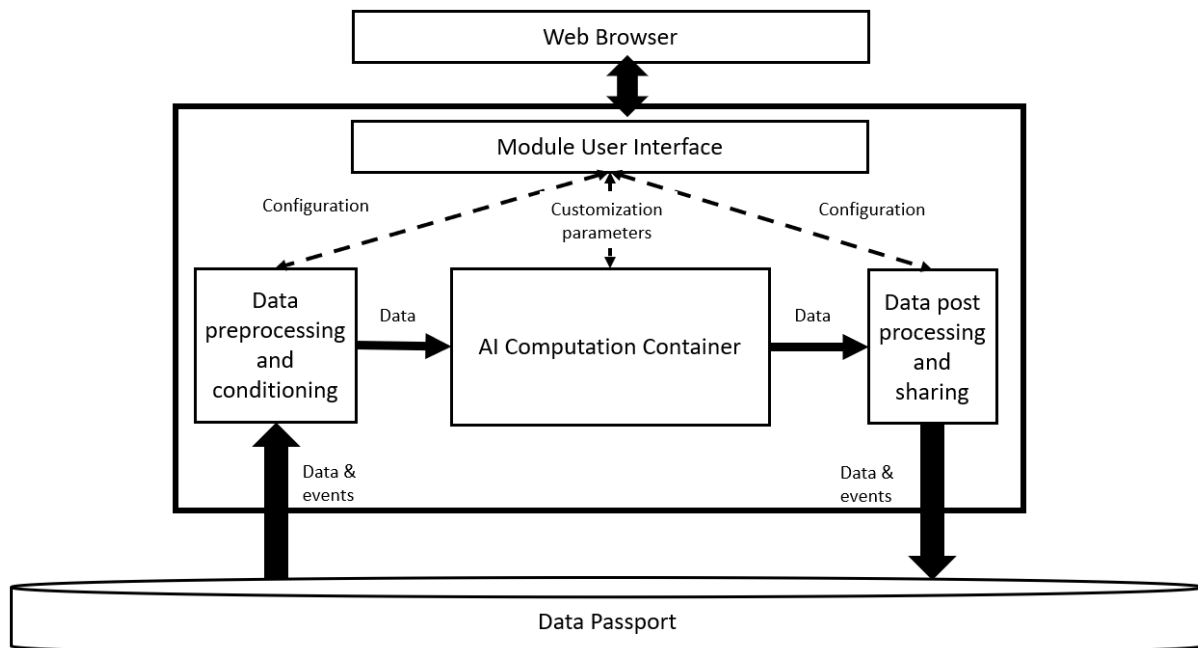 Web Browser
Module User Interface
Configuration
Customization
parameters
Configuration
Data
preprocessing
and
conditioning
Data
AI Computation Container
Data
Data post
processing
and
sharing
Data &
events
Data &
events
Data Passport